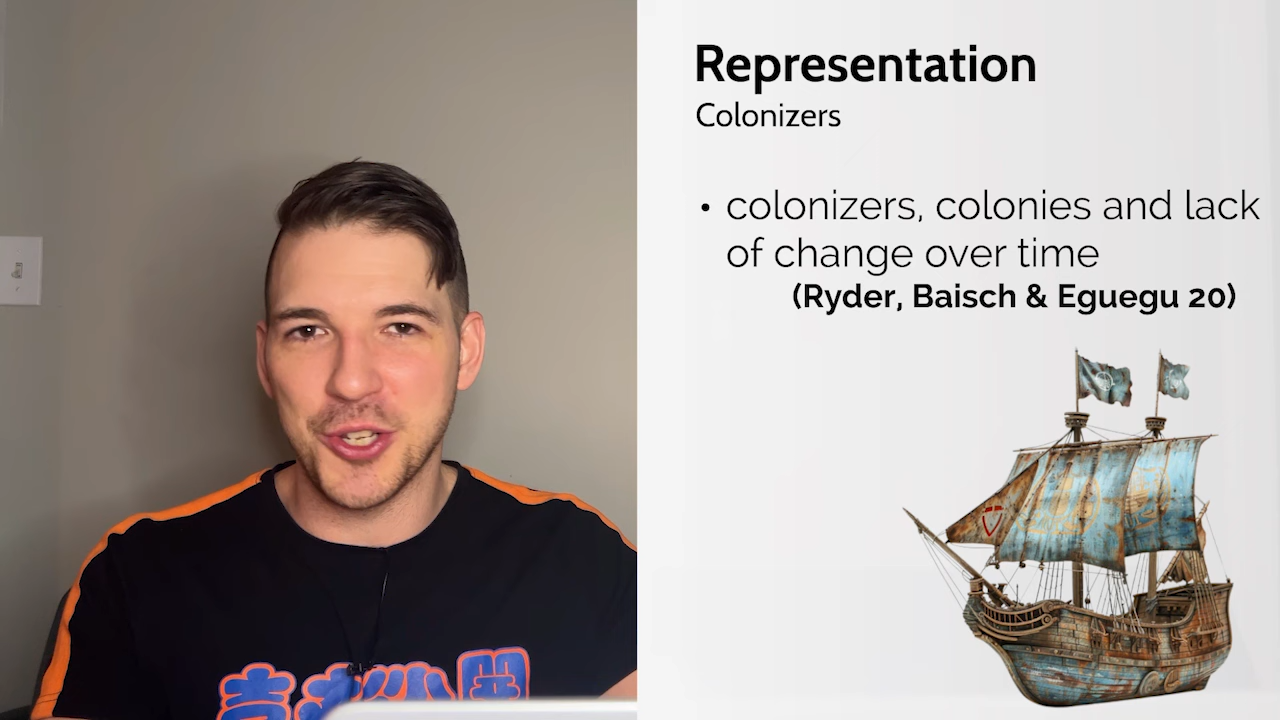 Representation
Colonizers
• colonizers, colonies and lack
of change over time
(Ryder, Baisch & Eguegu 20)